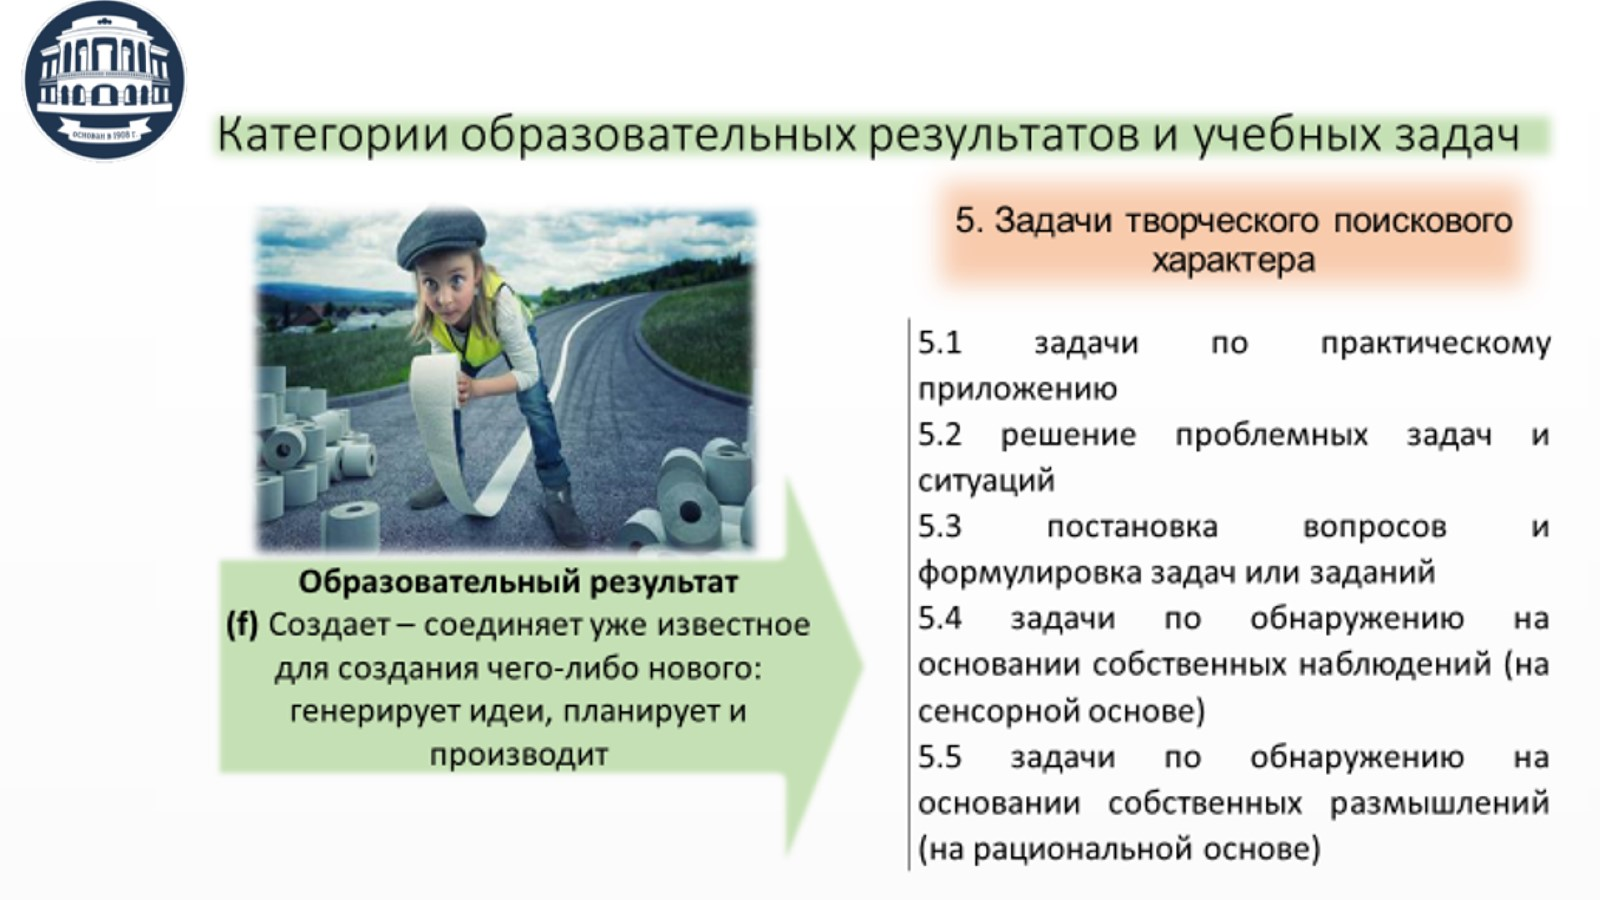 основан в 1908 г.
Категории образовательных результатов и учебных задач
5. Задачи творческого поискового
характера
5.1 задачи по практическому
приложению
5.2 решение проблемных задач и
ситуаций
5.3 постановка вопросов и
формулировка задач или заданий
5.4 задачи по обнаружению на
основании собственных наблюдений (на
сенсорной основе)
5.5 задачи по обнаружению на
основании собственных размышлений
(на рациональной основе)
Образовательный результат
(f) Создает – соединяет уже известное
для создания чего-либо нового:
генерирует идеи, планирует и
производит